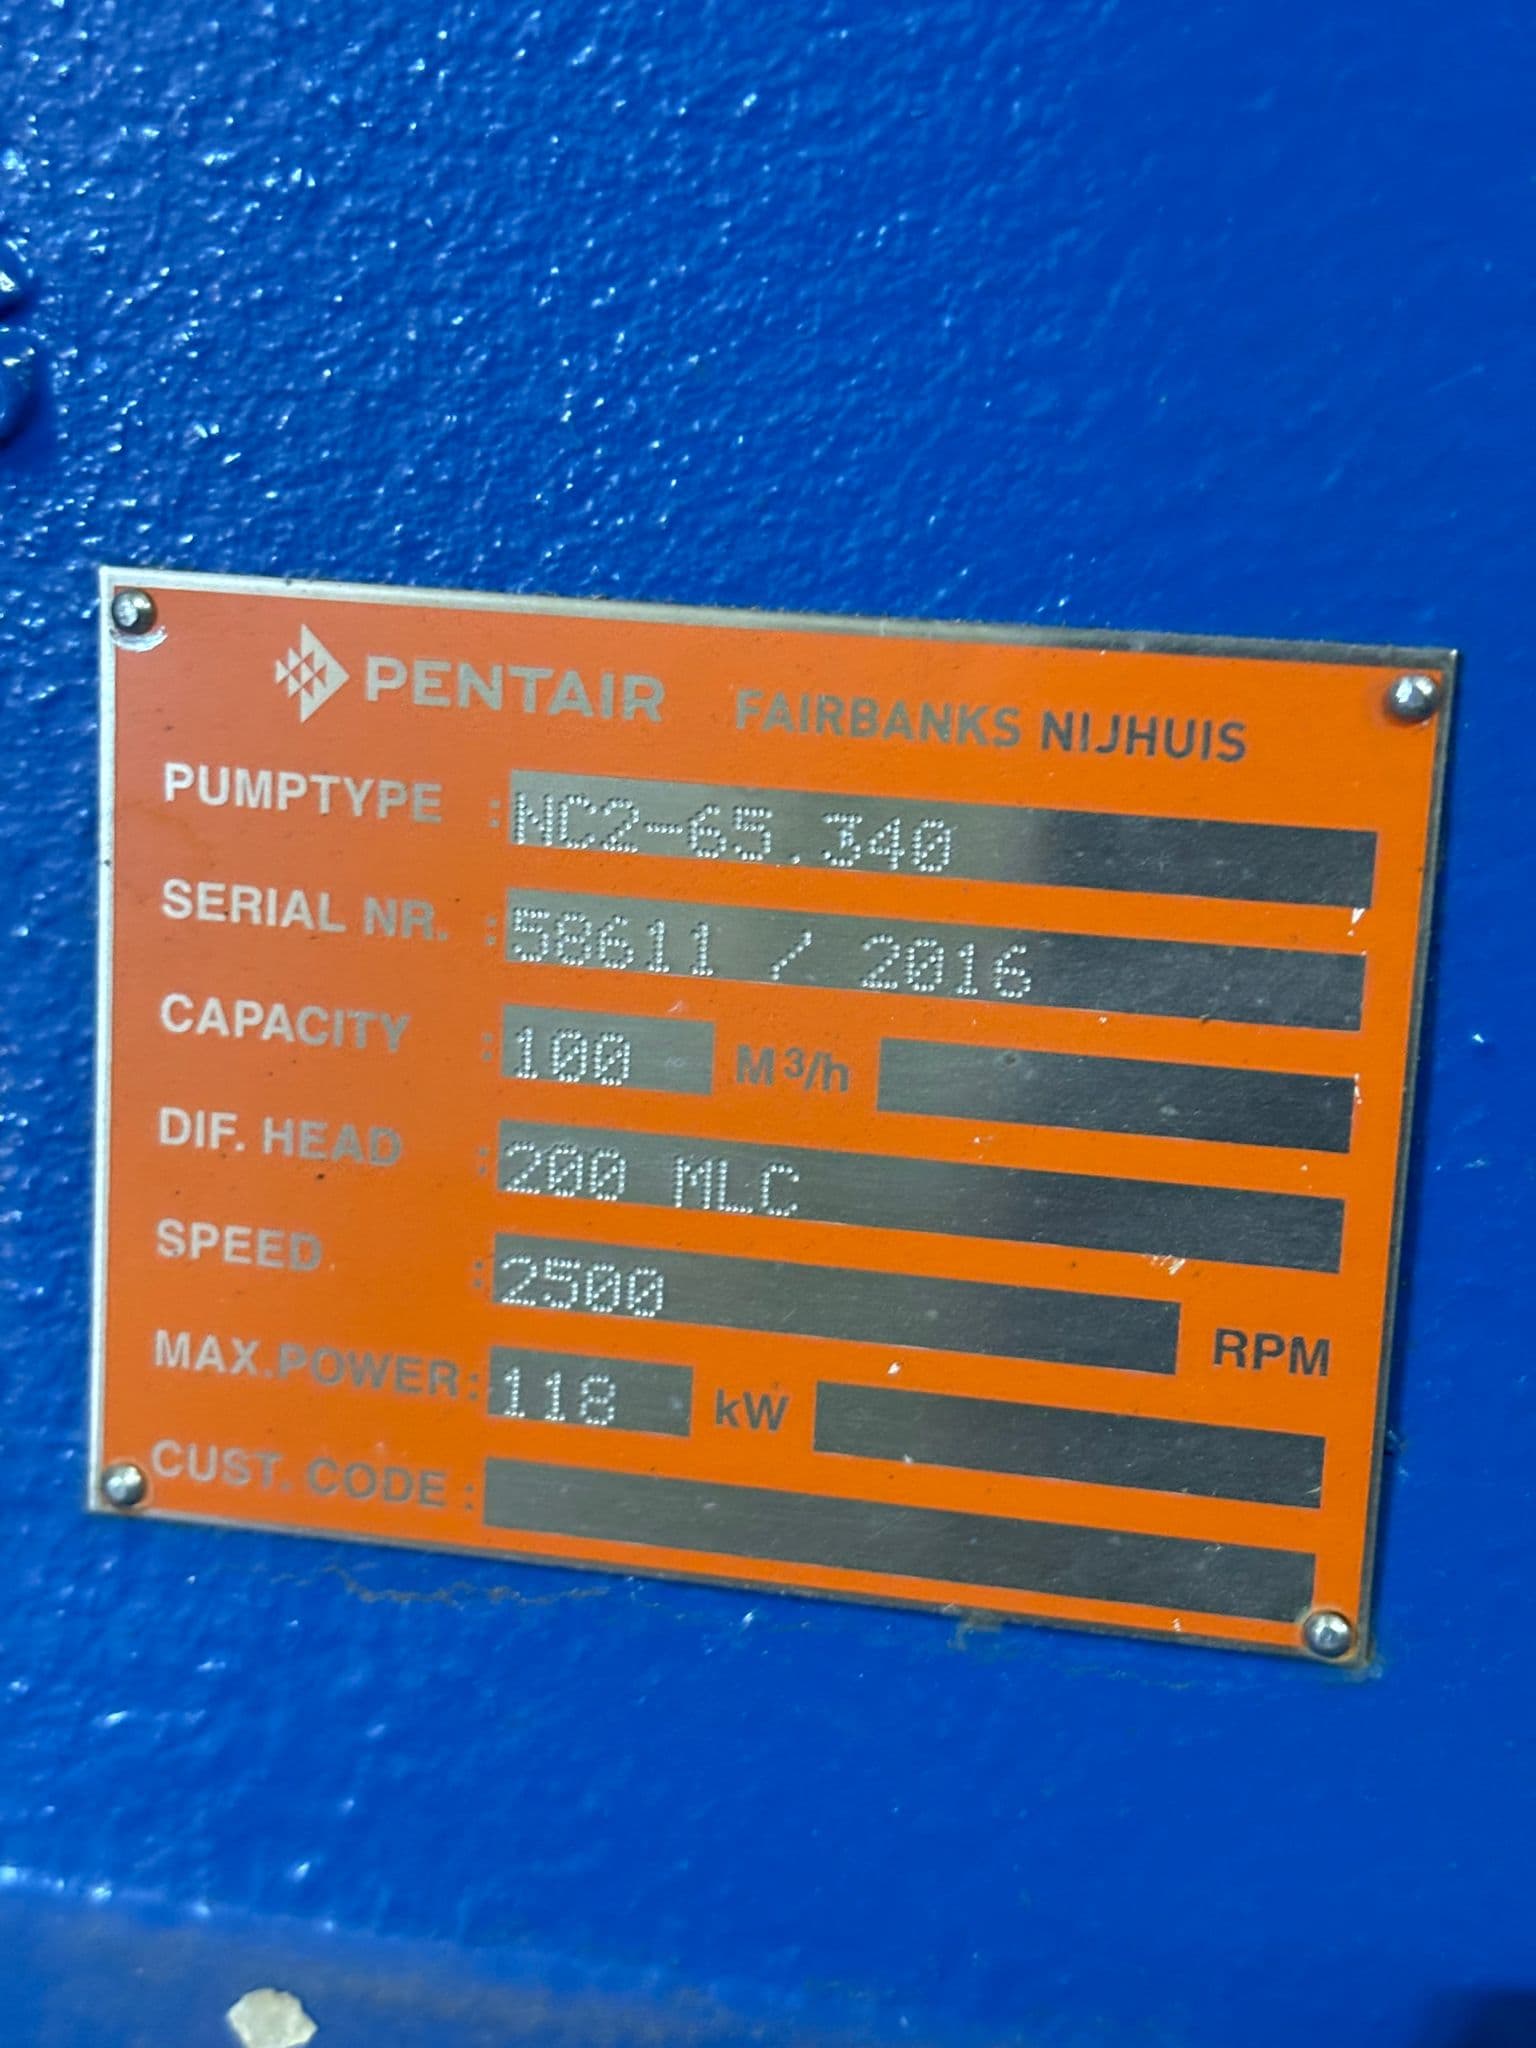 PENTAIR FAIRBANKS NIJHUIS
PUMPTYPE : NC2-65.340
SERIAL NR. : 58611 / 2016
CAPACITY : 100 M³/h
DIF. HEAD : 200 MLC
SPEED : 2500 RPM
MAX.POWER : 118 kW
CUST. CODE :